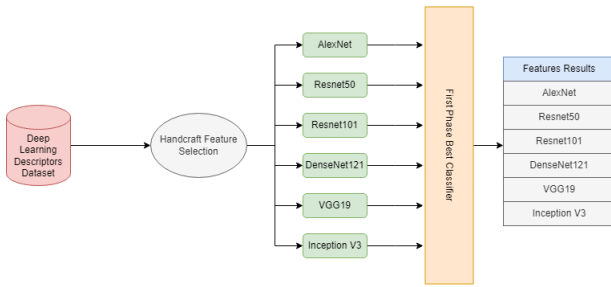 Deep
Learning
Descriptors
Dataset
Handcraft Feature
Selection
AlexNet
Resnet50
Resnet101
DenseNet121
VGG19
Inception V3
First Phase Best Classifier
Features Results
AlexNet
Resnet50
Resnet101
DenseNet121
VGG19
Inception V3